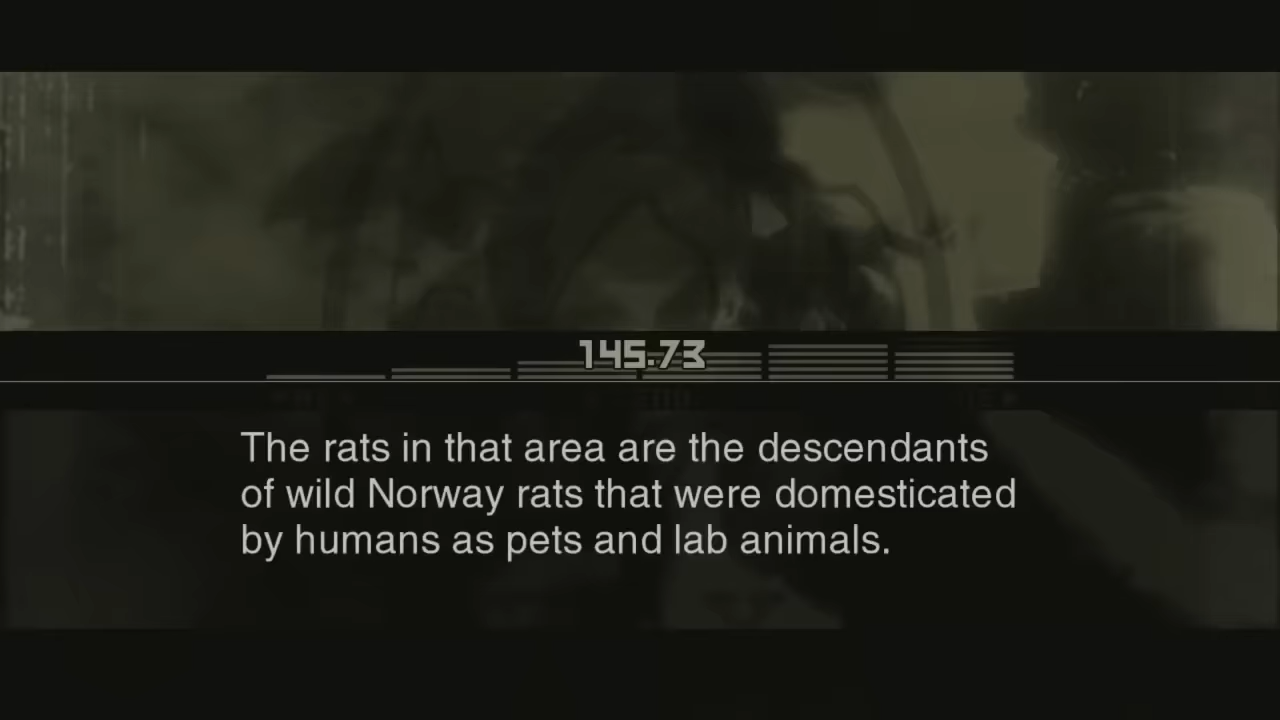 145.73
The rats in that area are the descendants
of wild Norway rats that were domesticated
by humans as pets and lab animals.